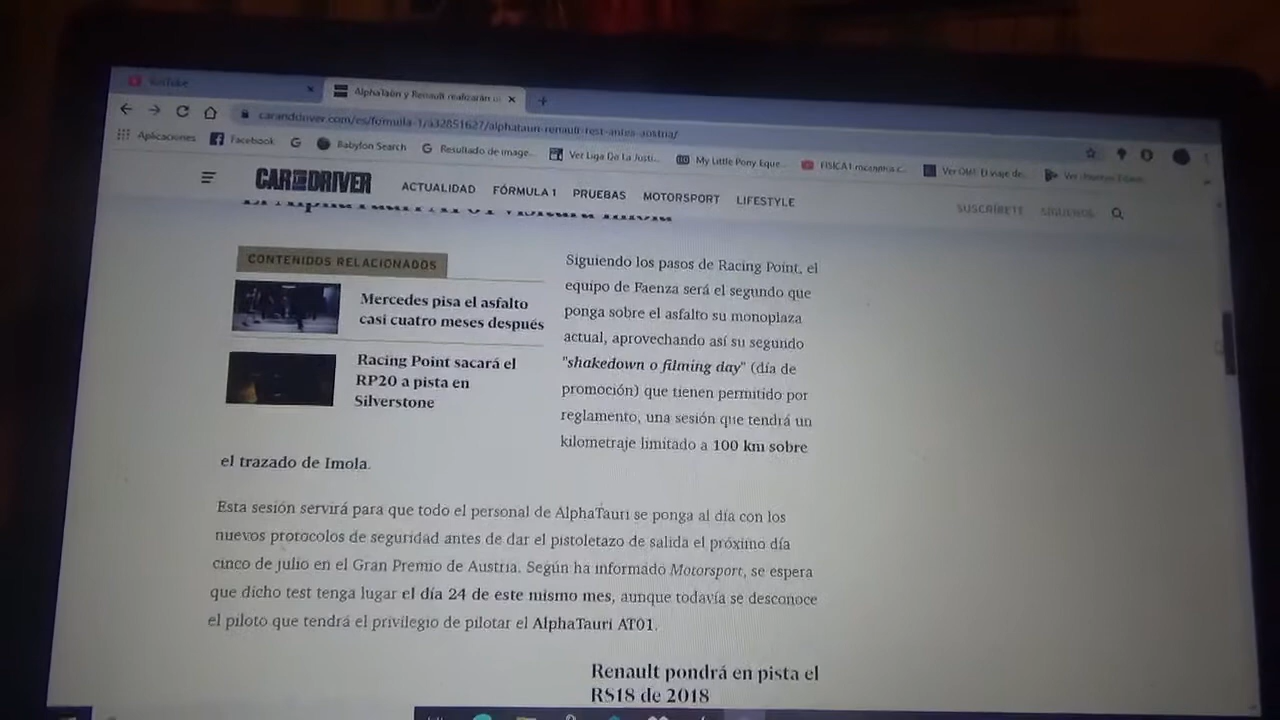 YouTube
AlphaTauri y Renault realizarán u
caranddriver.com/es/formula-1/a32851627/alphatauri-renault-test-antes-austria/
Aplicaciones
Facebook
G
Babylon Search
G Resultado de image...
Ver Liga De La Justi...
My Little Pony Eque...
FISICA I
CAR AND DRIVER
ACTUALIDAD FÓRMULA 1 PRUEBAS MOTORSPORT LIFESTYLE
SUSCRÍBETE SÍGUENOS
CONTENIDOS RELACIONADOS
Mercedes pisa el asfalto
casi cuatro meses después
Racing Point sacará el
RP20 a pista en
Silverstone
Siguiendo los pasos de Racing Point, el
equipo de Faenza será el segundo que
ponga sobre el asfalto su monoplaza
actual, aprovechando así su segundo
"shakedown o filming day" (día de
promoción) que tienen permitido por
reglamento, una sesión que tendrá un
kilometraje limitado a 100 km sobre
el trazado de Imola.
Esta sesión servirá para que todo el personal de AlphaTauri se ponga al día con los
nuevos protocolos de seguridad antes de dar el pistoletazo de salida el próximo día
cinco de julio en el Gran Premio de Austria. Según ha informado Motorsport, se espera
que dicho test tenga lugar el día 24 de este mismo mes, aunque todavía se desconoce
el piloto que tendrá el privilegio de pilotar el AlphaTauri AT01.
Renault pondrá en pista el
RS18 de 2018